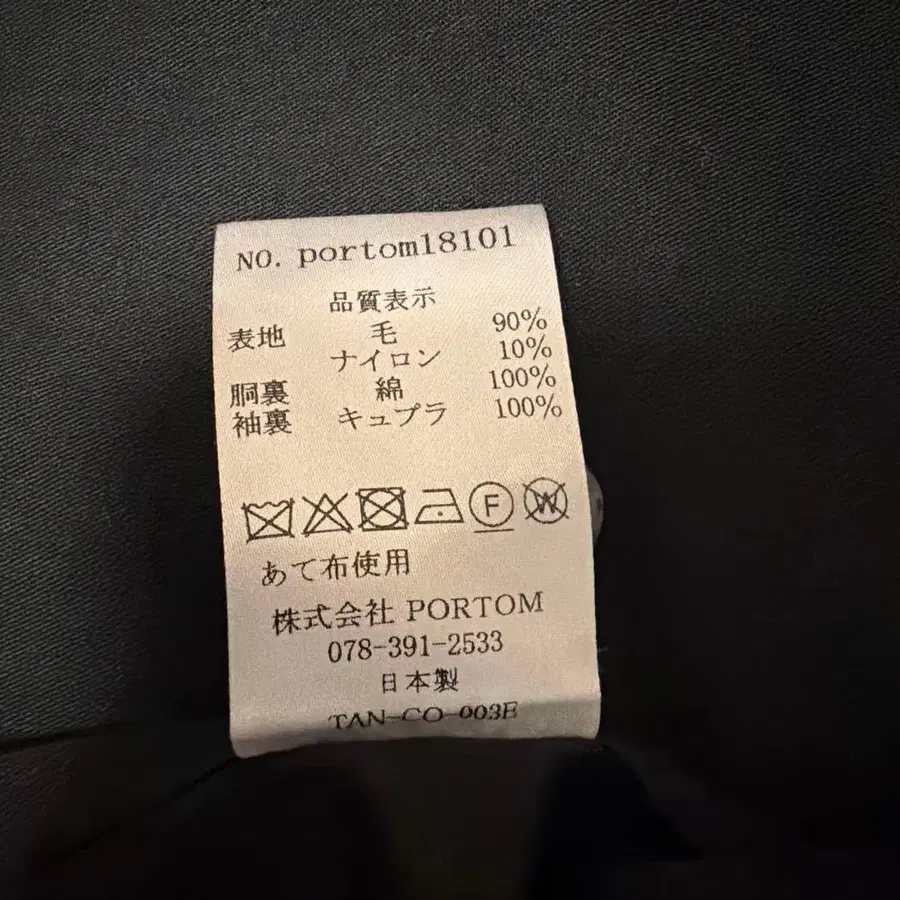 NO. portom18101
品質表示
表地 毛 90%
ナイロン 10%
胴裏 綿 100%
袖裏 キュプラ 100%
F W
あて布使用
株式会社 PORTOM
078-391-2533
日本製
TAN-CO-003E